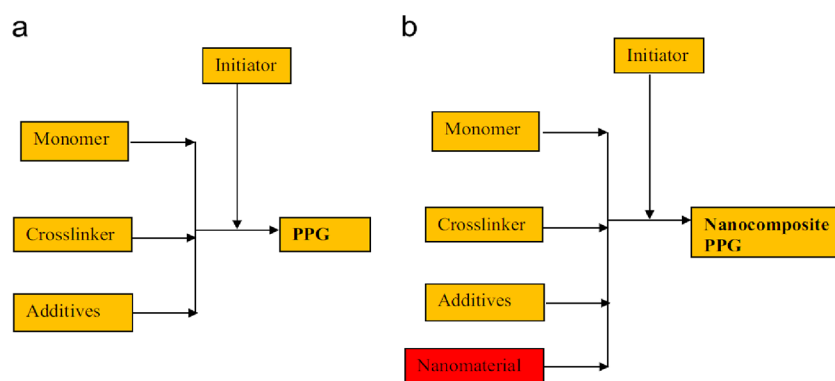 a
Initiator
Monomer
Crosslinker
PPG
Additives
b
Initiator
Monomer
Crosslinker
Nanocomposite
PPG
Additives
Nanomaterial